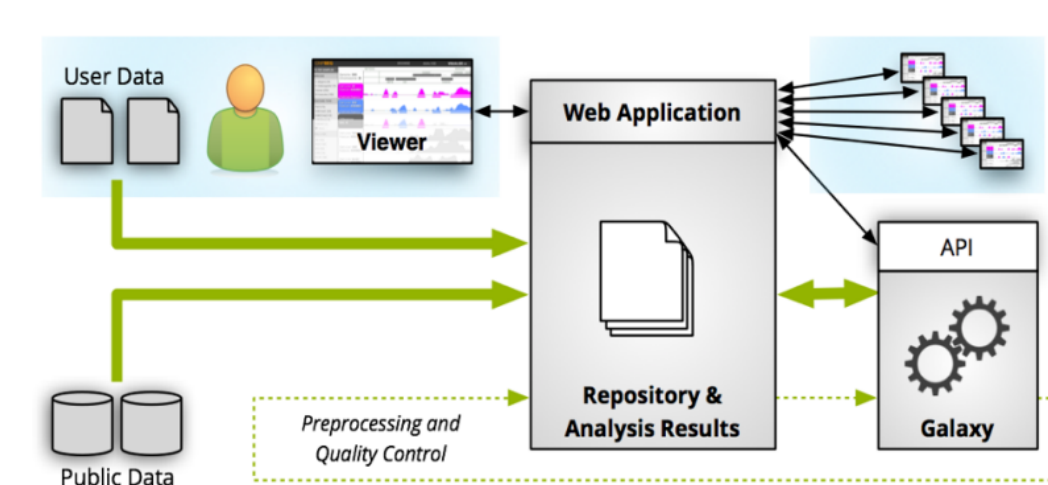 User Data
Viewer
Web Application
API
Repository &
Analysis Results
Galaxy
Preprocessing and
Quality Control
Public Data